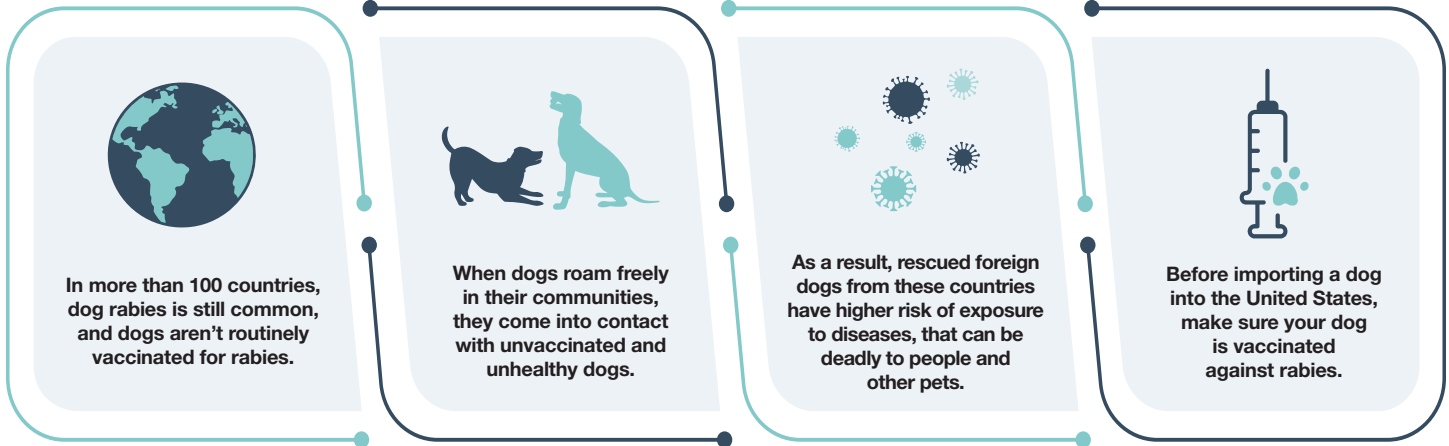 In more than 100 countries,
dog rabies is still common,
and dogs aren’t routinely
vaccinated for rabies.
When dogs roam freely
in their communities,
they come into contact
with unvaccinated and
unhealthy dogs.
As a result, rescued foreign
dogs from these countries
have higher risk of exposure
to diseases, that can be
deadly to people and
other pets.
Before importing a dog
into the United States,
make sure your dog
is vaccinated
against rabies.